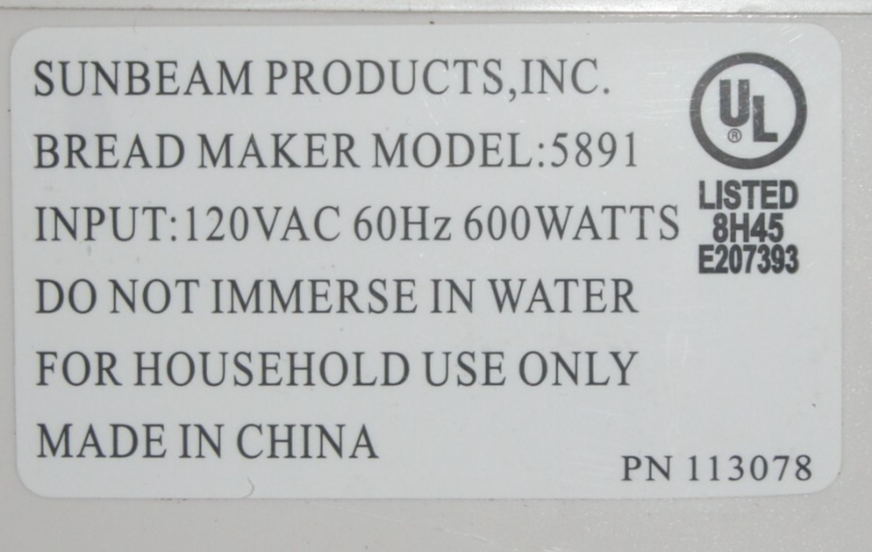 SUNBEAM PRODUCTS,INC.
BREAD MAKER MODEL:5891
INPUT:120VAC 60Hz 600WATTS
DO NOT IMMERSE IN WATER
FOR HOUSEHOLD USE ONLY
MADE IN CHINA
UL ®
LISTED
8H45
E207393
PN 113078